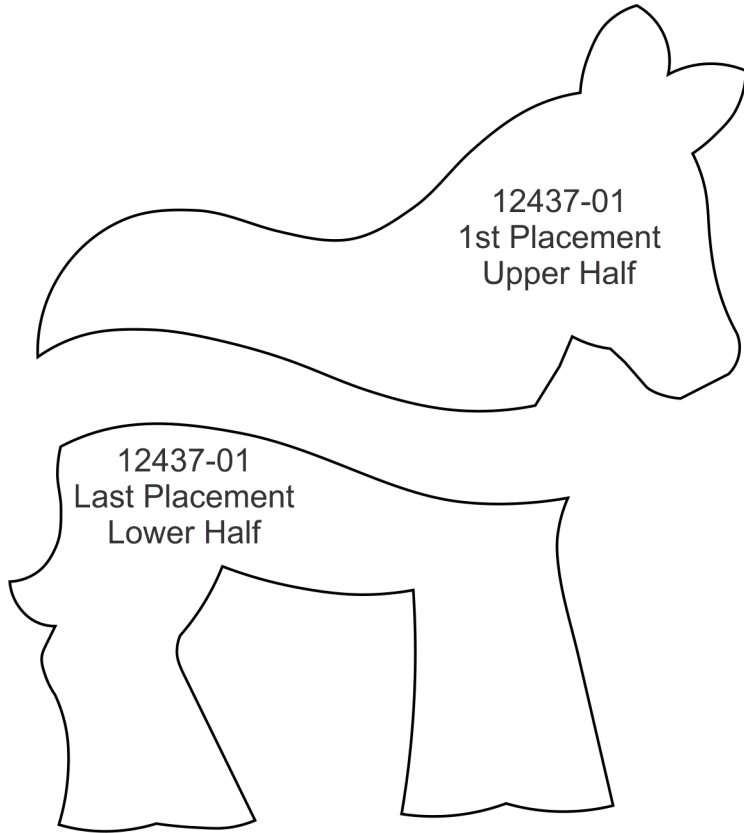 12437-01
1st Placement
Upper Half
12437-01
Last Placement
Lower Half